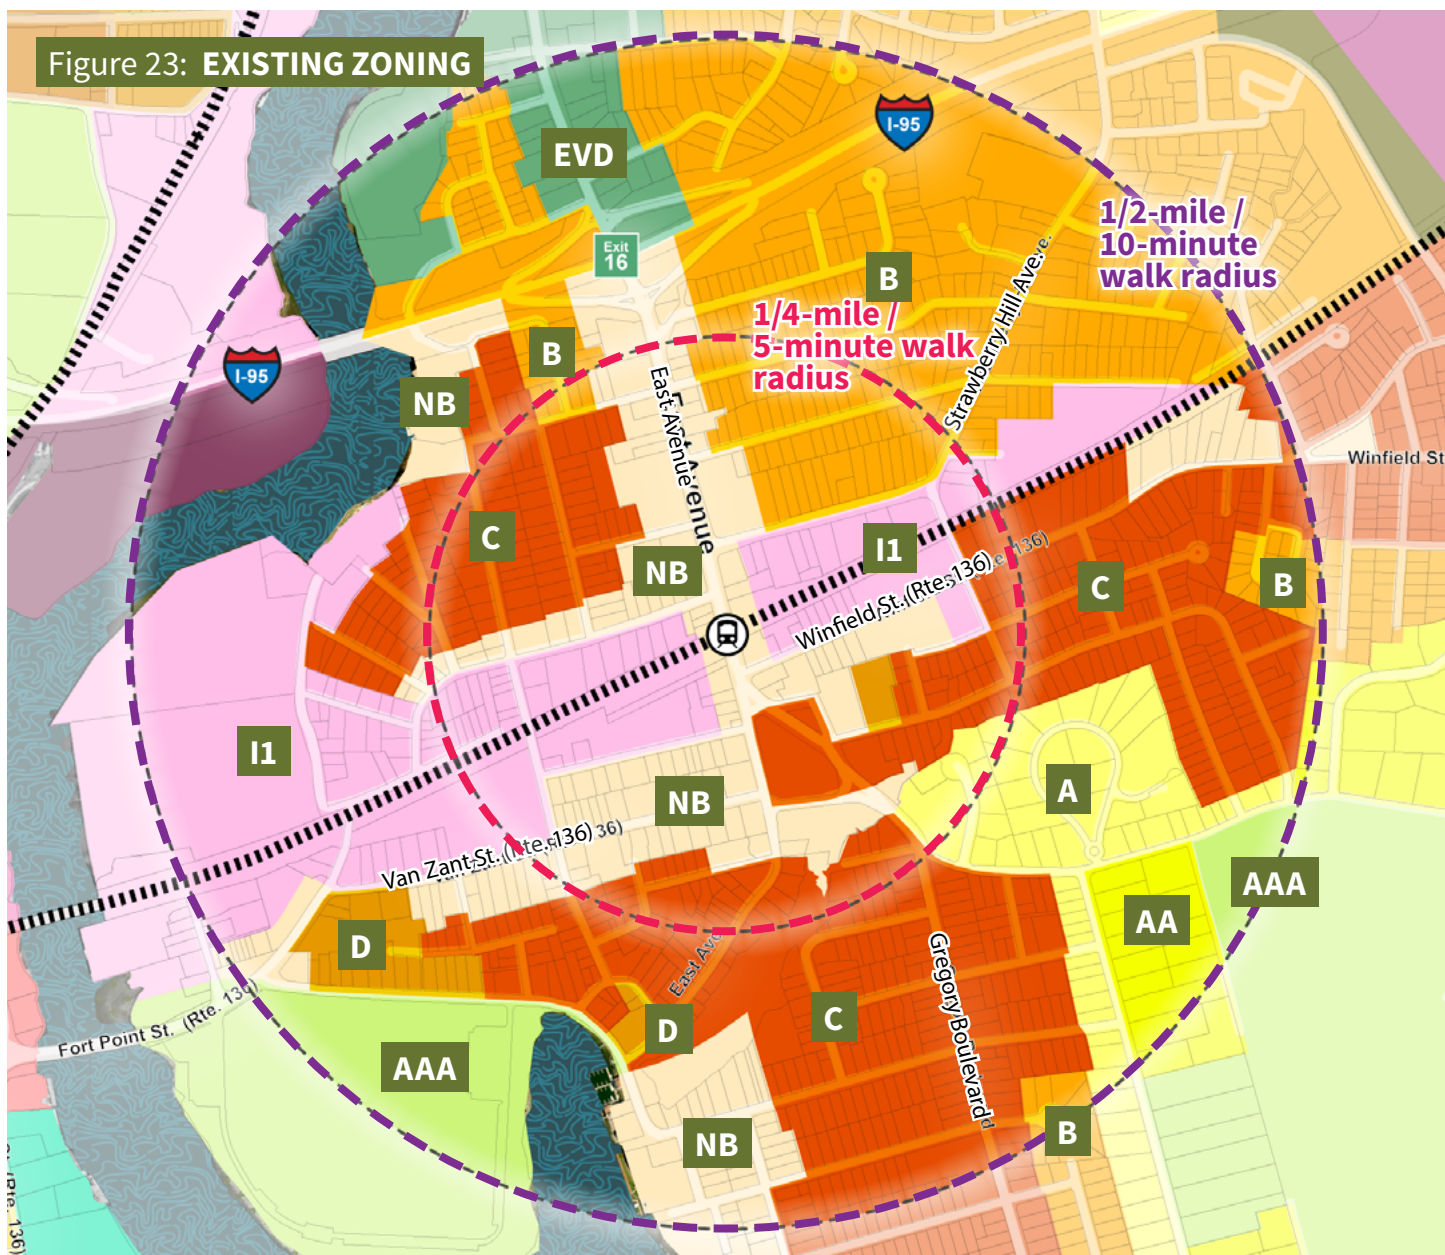 Figure 23: EXISTING ZONING
EVD
I-95
Exit
16
B
1/2-mile /
10-minute
walk radius
1/4-mile /
5-minute walk
radius
Strawberry Hill Ave.
I-95
B
NB
East Avenue
Winfield St
C
NB
I1
Winfield St. (Rte. 136)
C
B
I1
NB
A
Van Zant St. (Rte. 136)
AAA
AA
D
East Ave
Gregory Boulevard
Fort Point St. (Rte. 136)
D
C
AAA
NB
B
(Rte. 136)